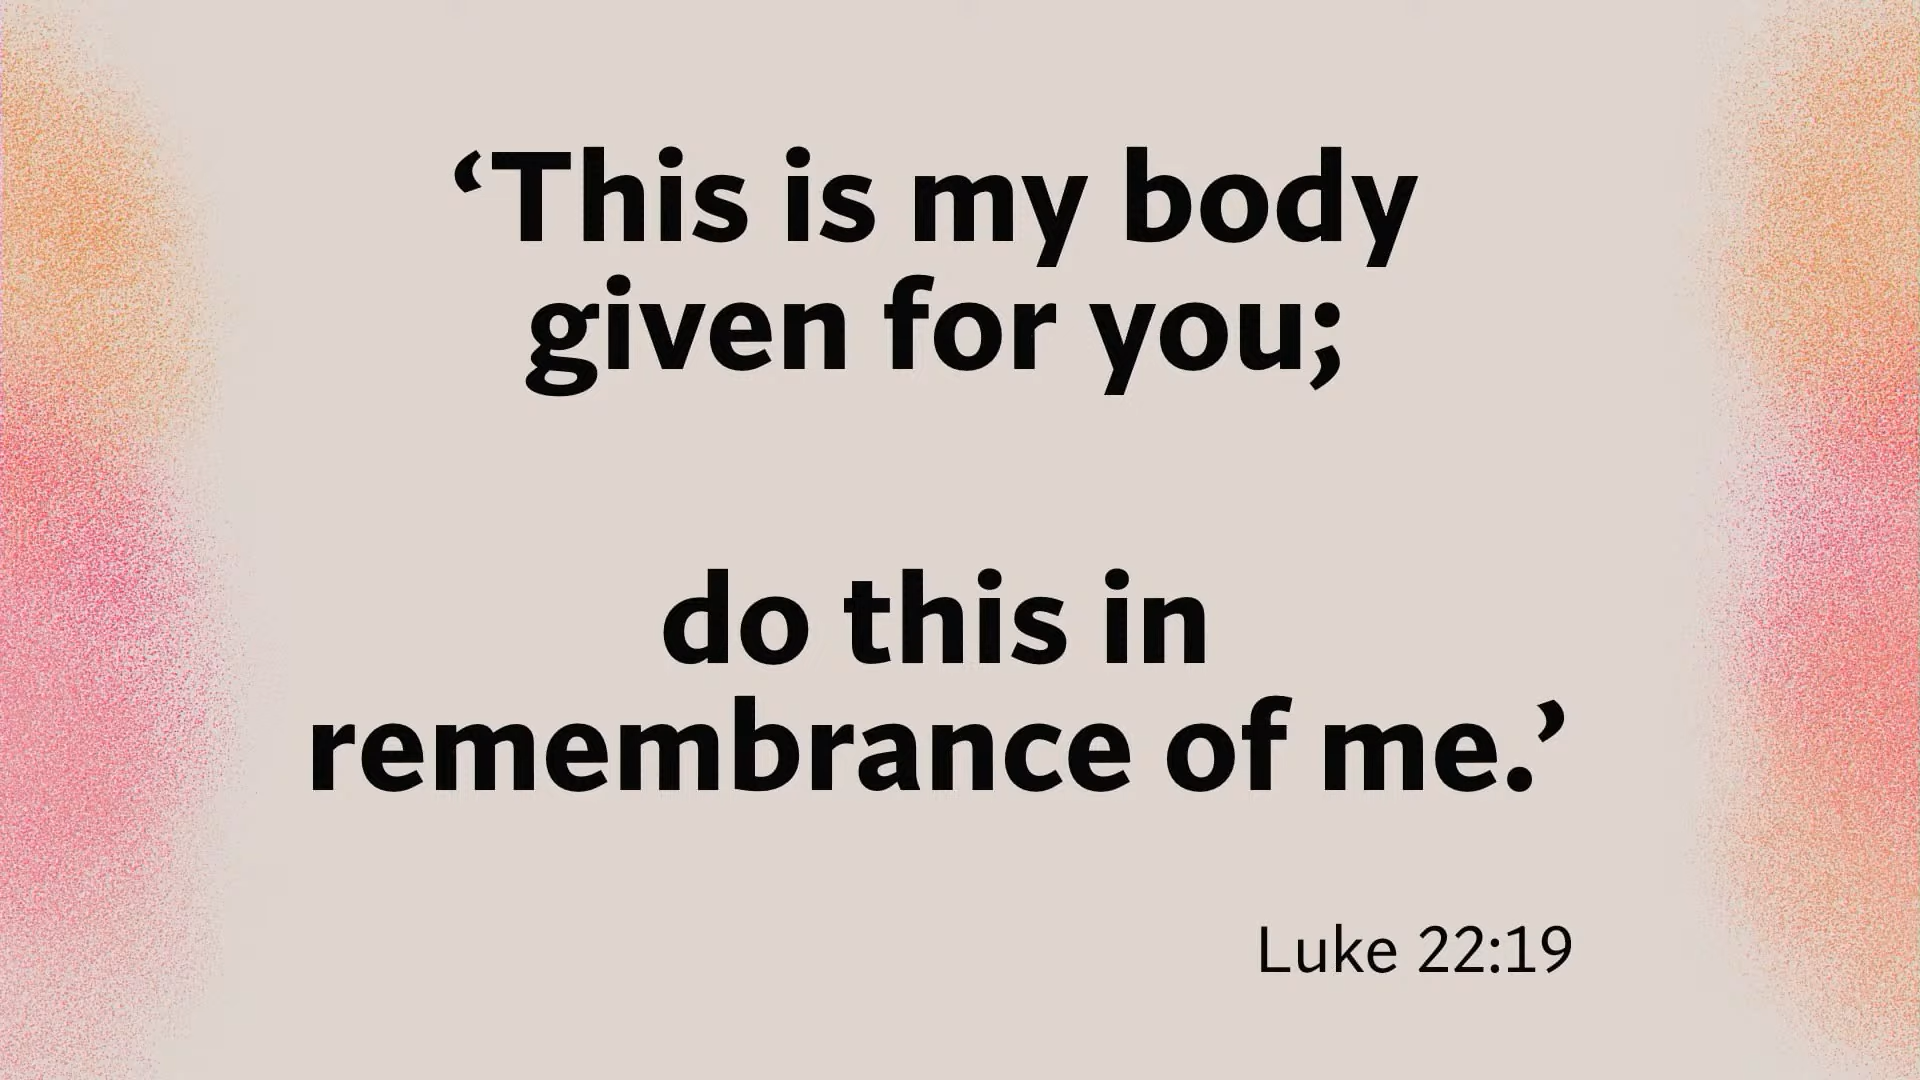 ‘This is my body
given for you;
do this in
remembrance of me.’
Luke 22:19